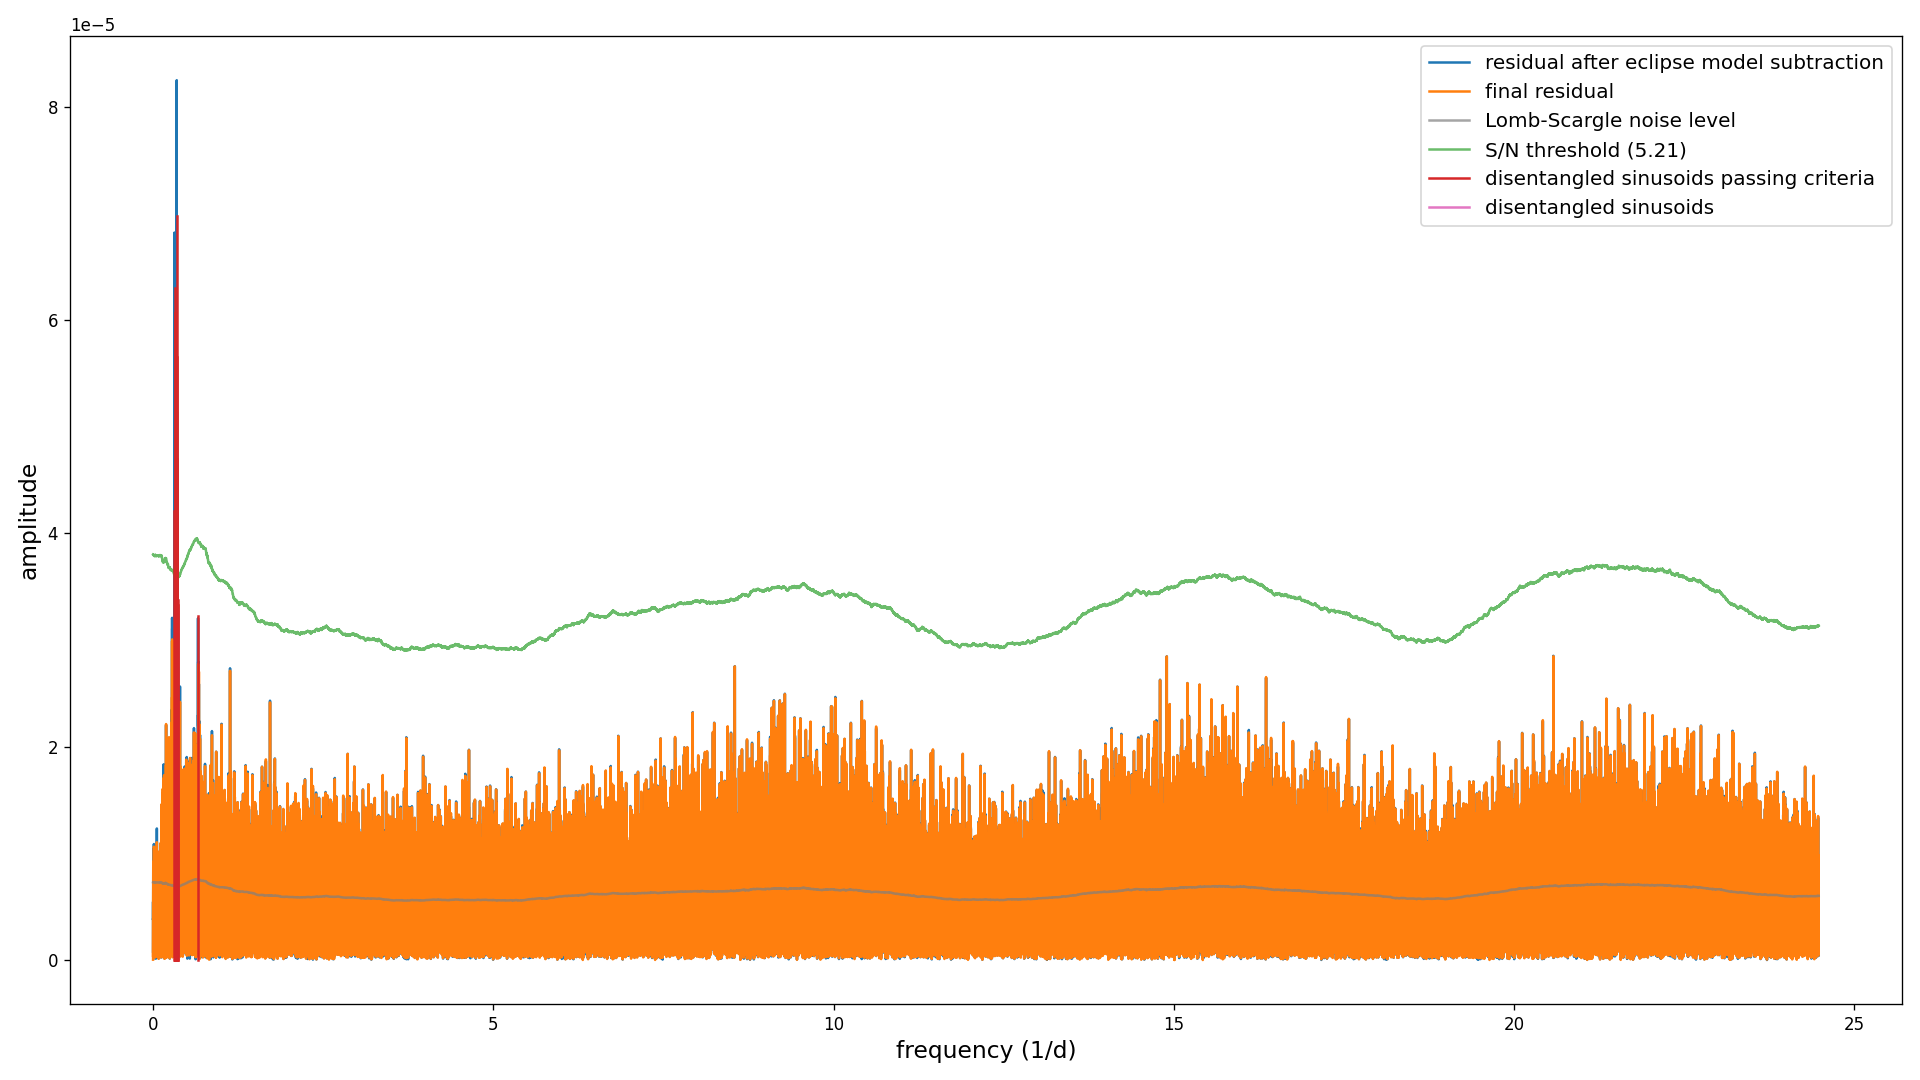 1e−5
residual after eclipse model subtraction
final residual
Lomb-Scargle noise level
S/N threshold (5.21)
disentangled sinusoids passing criteria
disentangled sinusoids
8
6
4
2
0
amplitude
0 5 10 15 20 25
frequency (1/d)